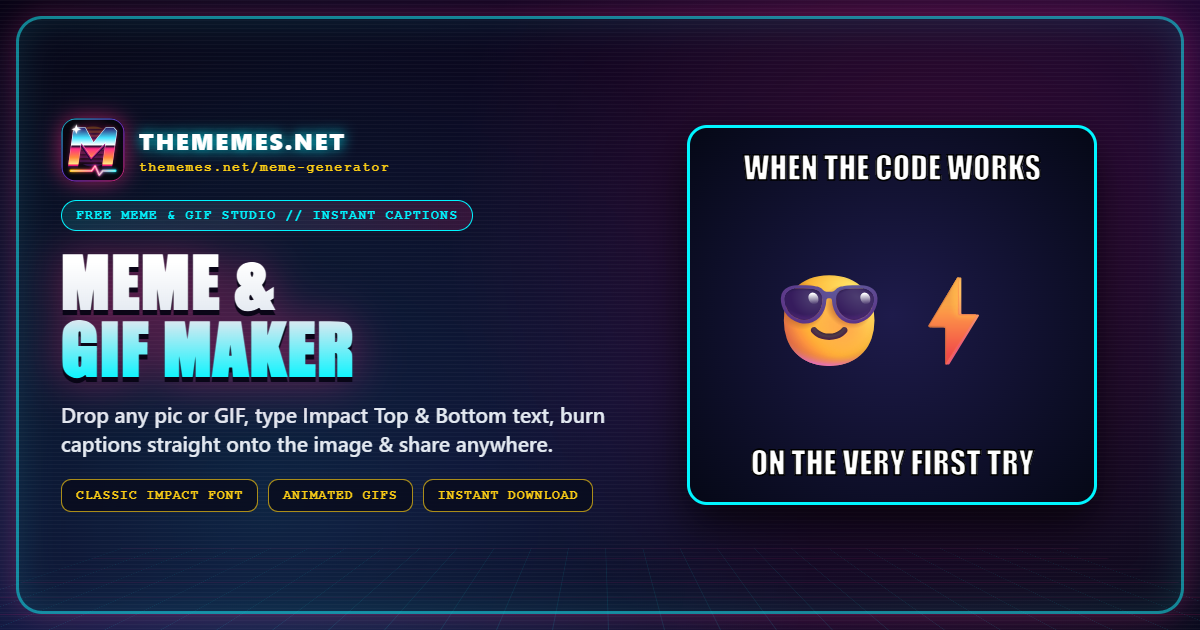 THEMEMES.NET
thememes.net/meme-generator
FREE MEME & GIF STUDIO // INSTANT CAPTIONS
MEME &
GIF MAKER
Drop any pic or GIF, type Impact Top & Bottom text, burn
captions straight onto the image & share anywhere.
CLASSIC IMPACT FONT
ANIMATED GIFS
INSTANT DOWNLOAD
WHEN THE CODE WORKS
ON THE VERY FIRST TRY